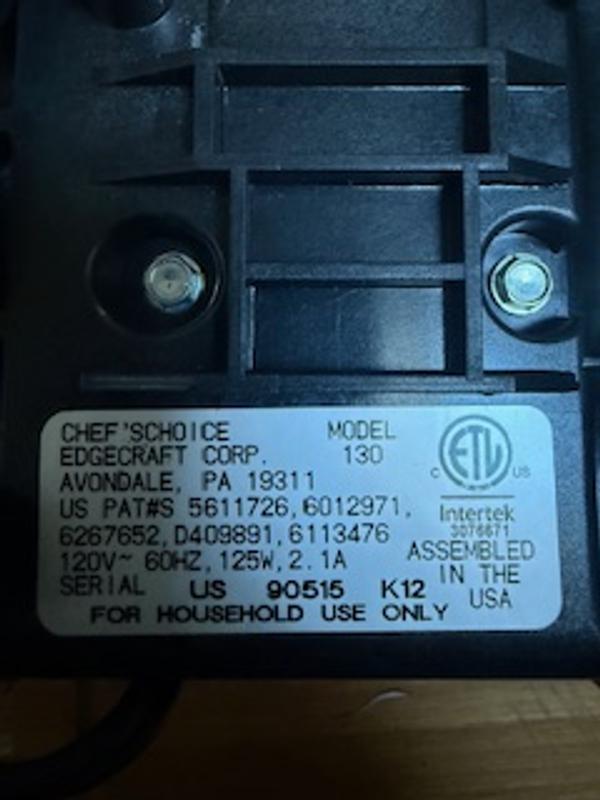 CHEF'SCHOICE MODEL
EDGECRAFT CORP. 130
AVONDALE, PA 19311
US PAT#S 5611726,6012971,
6267652,D409891,6113476
120V~ 60HZ,125W,2.1A
SERIAL US 90515 K12
FOR HOUSEHOLD USE ONLY
ETL
C US
Intertek
3076671
ASSEMBLED
IN THE
USA